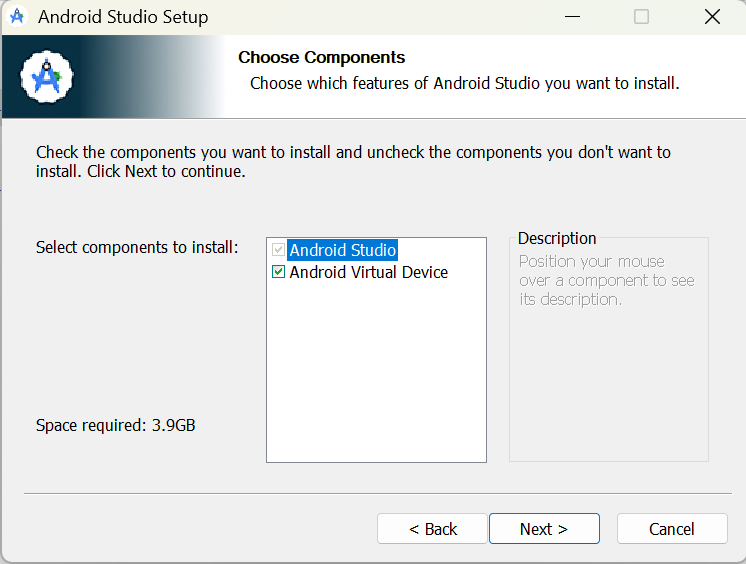 Android Studio Setup
Choose Components
Choose which features of Android Studio you want to install.
Check the components you want to install and uncheck the components you don't want to
install. Click Next to continue.
Select components to install:
Android Studio
Android Virtual Device
Description
Position your mouse
over a component to see
its description.
Space required: 3.9GB
< Back
Next >
Cancel